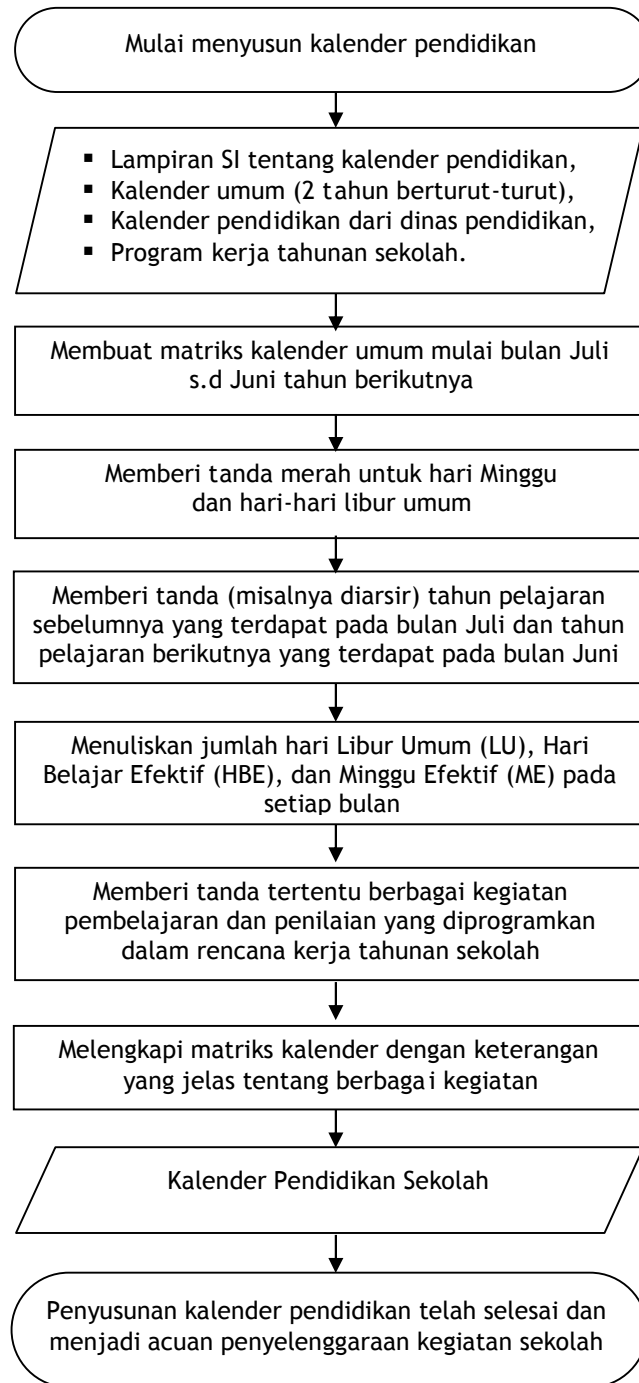 Mulai menyusun kalender pendidikan
▪ Lampiran SI tentang kalender pendidikan,
▪ Kalender umum (2 tahun berturut-turut),
▪ Kalender pendidikan dari dinas pendidikan,
▪ Program kerja tahunan sekolah.
Membuat matriks kalender umum mulai bulan Juli
s.d Juni tahun berikutnya
Memberi tanda merah untuk hari Minggu
dan hari-hari libur umum
Memberi tanda (misalnya diarsir) tahun pelajaran
sebelumnya yang terdapat pada bulan Juli dan tahun
pelajaran berikutnya yang terdapat pada bulan Juni
Menuliskan jumlah hari Libur Umum (LU), Hari
Belajar Efektif (HBE), dan Minggu Efektif (ME) pada
setiap bulan
Memberi tanda tertentu berbagai kegiatan
pembelajaran dan penilaian yang diprogramkan
dalam rencana kerja tahunan sekolah
Melengkapi matriks kalender dengan keterangan
yang jelas tentang berbagai kegiatan
Kalender Pendidikan Sekolah
Penyusunan kalender pendidikan telah selesai dan
menjadi acuan penyelenggaraan kegiatan sekolah